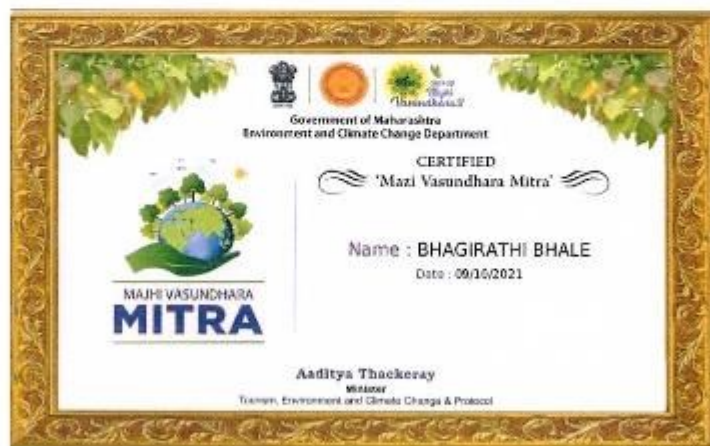 Government of Maharashtra
Environment and Climate Change Department
CERTIFIED
'Mazi Vasundhara Mitra'
MAJHI VASUNDHARA
MITRA
Name : BHAGIRATHI BHALE
Date : 09/10/2021
Aaditya Thackeray
Minister
Tourism, Environment and Climate Change & Protocol